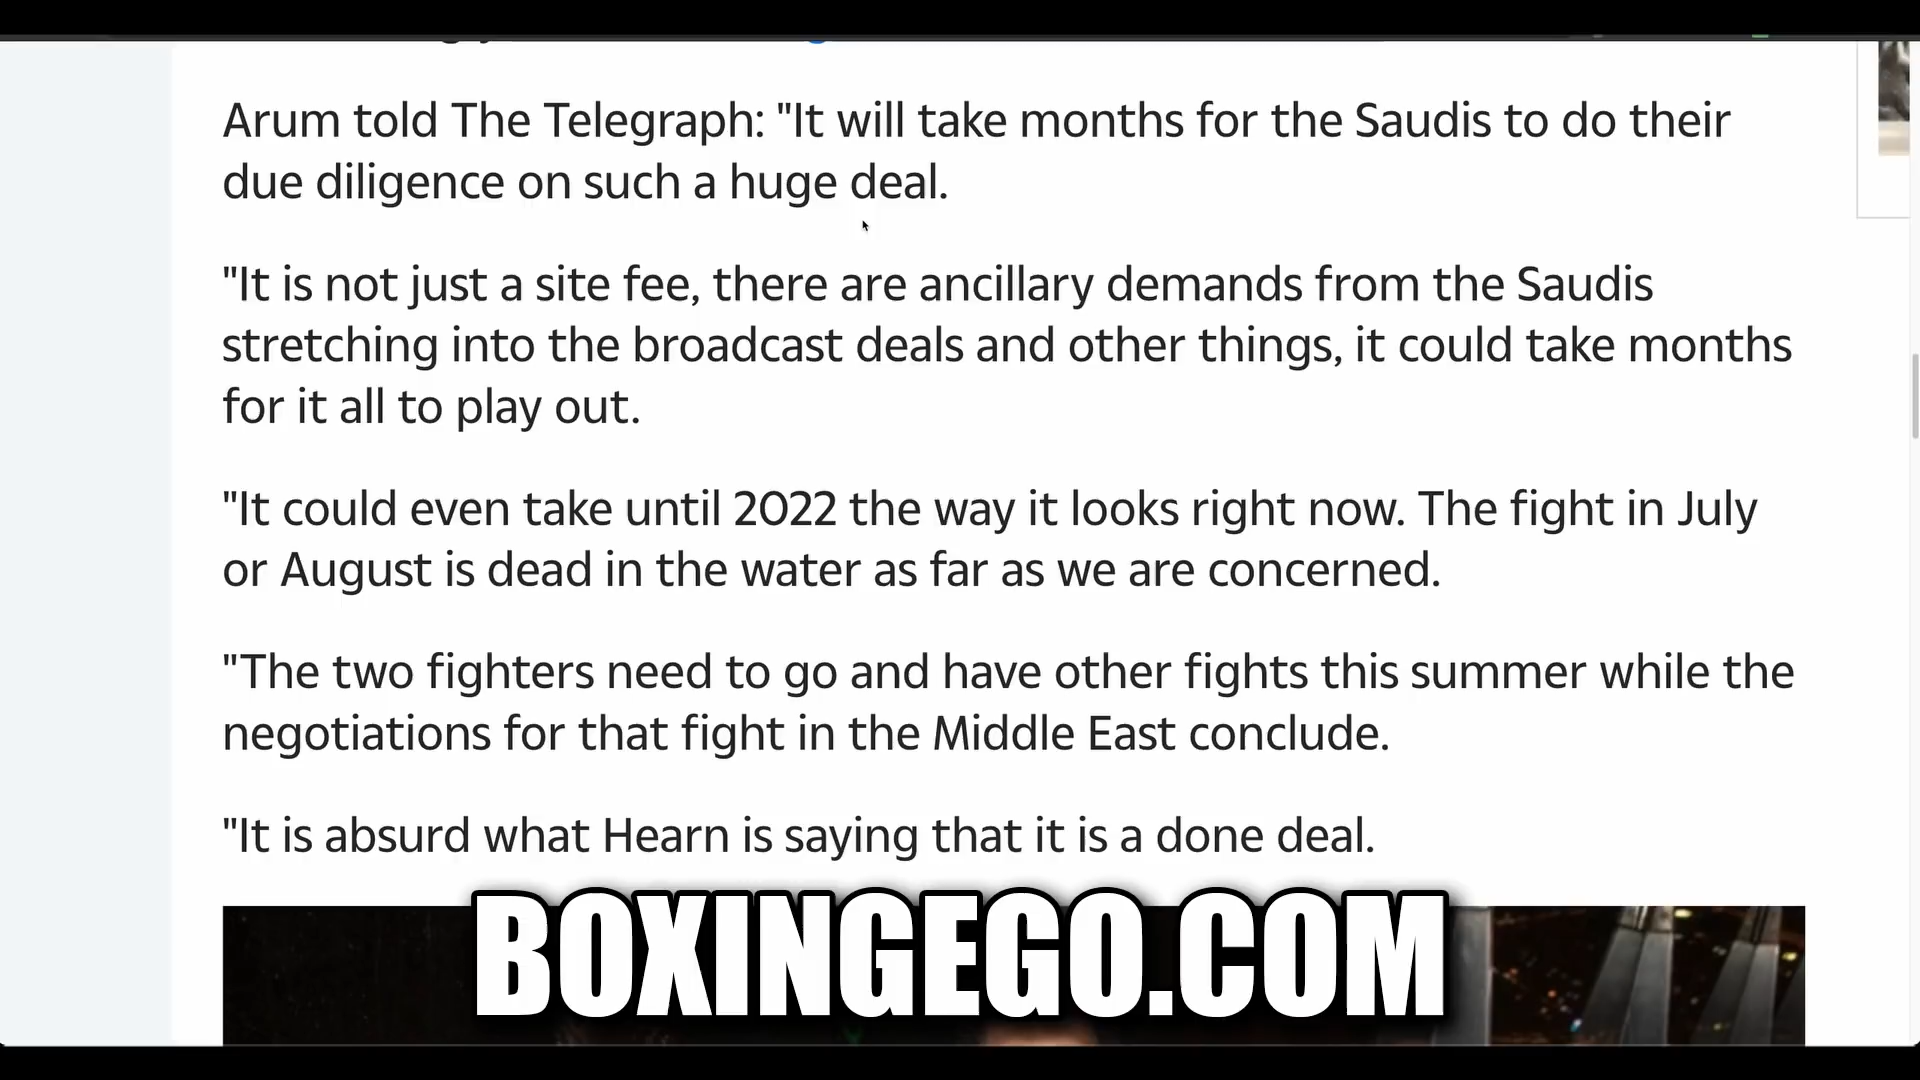 Arum told The Telegraph: "It will take months for the Saudis to do their
due diligence on such a huge deal.
"It is not just a site fee, there are ancillary demands from the Saudis
stretching into the broadcast deals and other things, it could take months
for it all to play out.
"It could even take until 2022 the way it looks right now. The fight in July
or August is dead in the water as far as we are concerned.
"The two fighters need to go and have other fights this summer while the
negotiations for that fight in the Middle East conclude.
"It is absurd what Hearn is saying that it is a done deal.
BOXINGEGO.COM